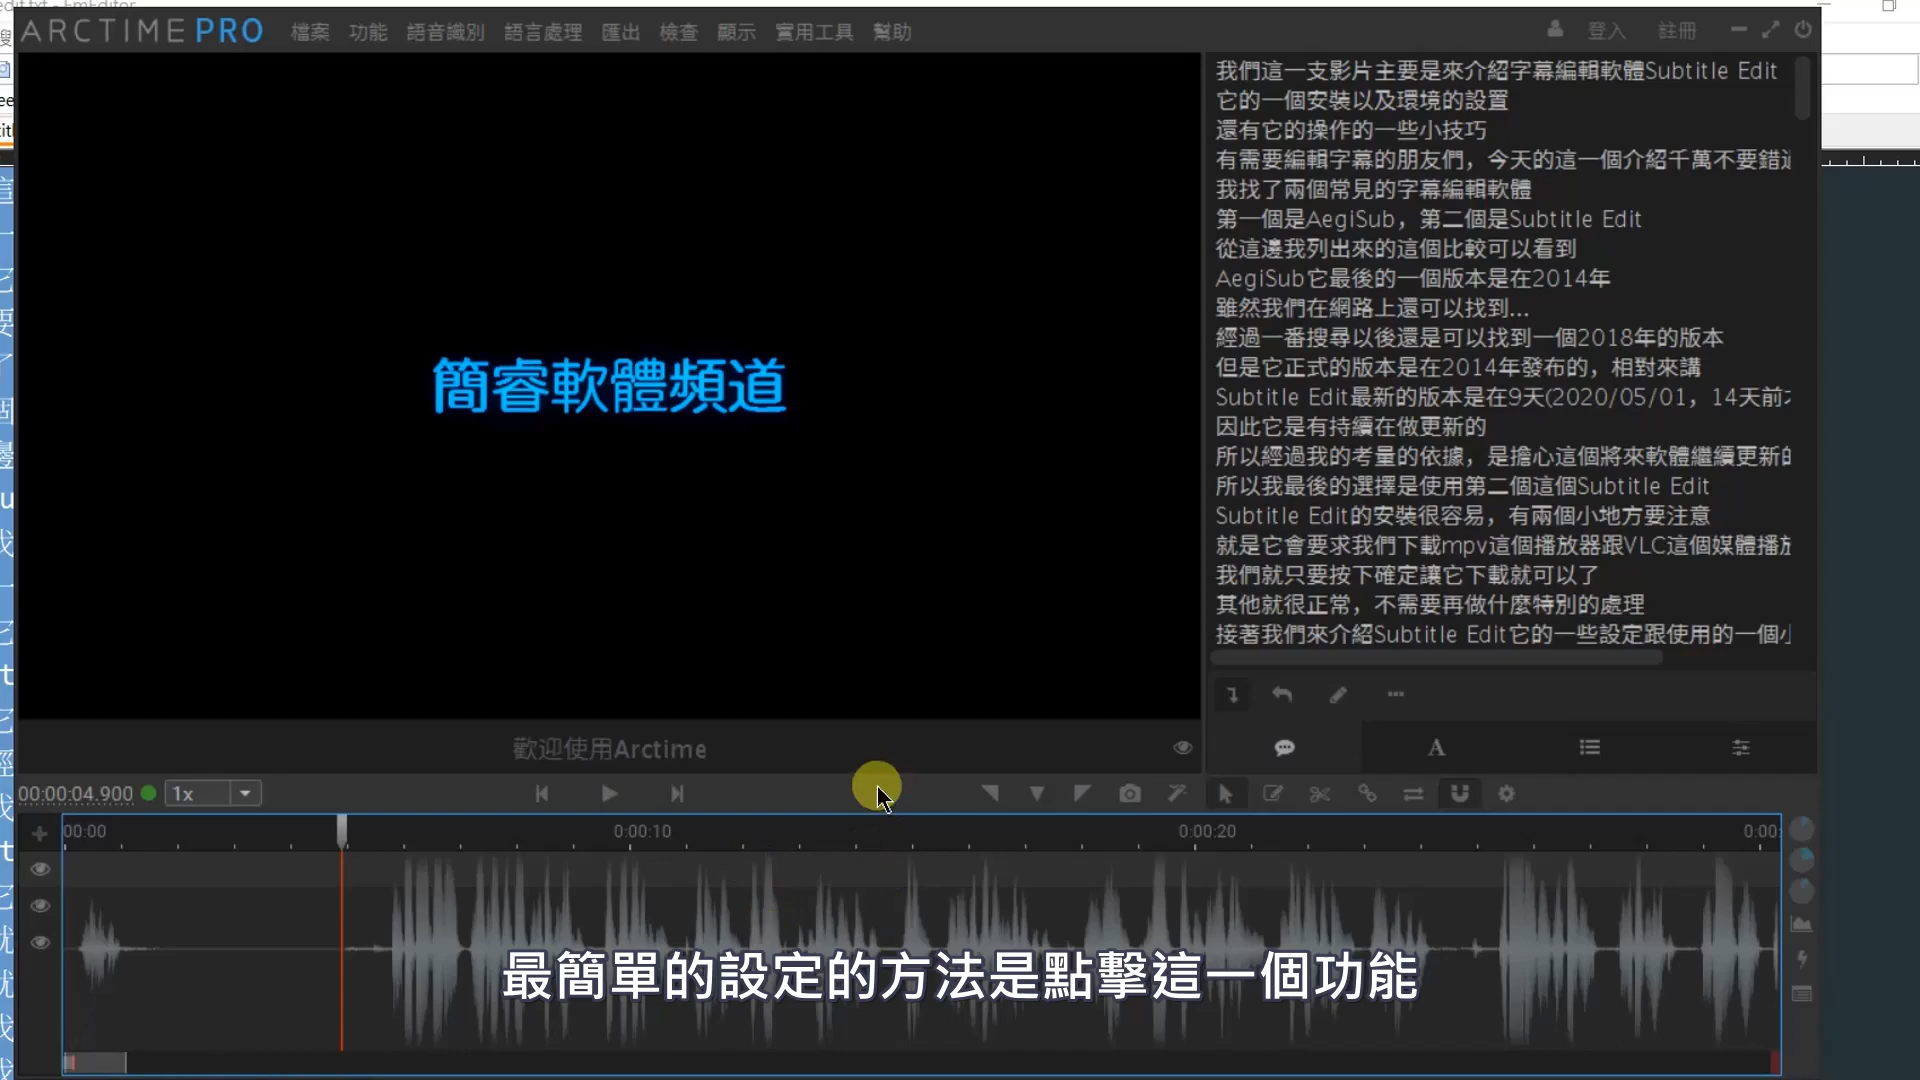 edit.txt - EmEditor
ARCTIME PRO 檔案 功能 語音識別 語言處理 匯出 檢查 顯示 實用工具 幫助 登入 註冊
我們這一支影片主要是來介紹字幕編輯軟體Subtitle Edit
它的一個安裝以及環境的設置
還有它的操作的一些小技巧
有需要編輯字幕的朋友們，今天的這一個介紹千萬不要錯過
我找了兩個常見的字幕編輯軟體
第一個是AegiSub，第二個是Subtitle Edit
從這邊我列出來的這個比較可以看到
AegiSub它最後的一個版本是在2014年
雖然我們在網路上還可以找到...
經過一番搜尋以後還是可以找到一個2018年的版本
但是它正式的版本是在2014年發布的，相對來講
Subtitle Edit最新的版本是在9天(2020/05/01，14天前
因此它是有持續在做更新的
所以經過我的考量的依據，是擔心這個將來軟體繼續更新的
所以我最後的選擇是使用第二個這個Subtitle Edit
Subtitle Edit的安裝很容易，有兩個小地方要注意
就是它會要求我們下載mpv這個播放器跟VLC這個媒體播放
我們就只要按下確定讓它下載就可以了
其他就很正常，不需要再做什麼特別的處理
接著我們來介紹Subtitle Edit它的一些設定跟使用的一個小
簡睿軟體頻道
歡迎使用Arctime
00:00:04.900 1x
00:00 0:00:10 0:00:20 0:00:
最簡單的設定的方法是點擊這一個功能